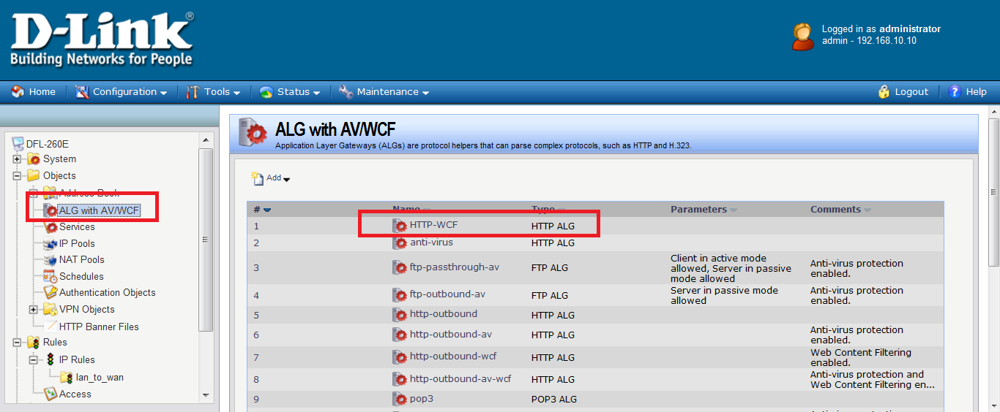 D-Link®
Building Networks for People
Logged in as administrator
admin - 192.168.10.10
Home Configuration Tools Status Maintenance Logout Help
DFL-260E
System
Objects
Address Book
ALG with AV/WCF
Services
IP Pools
NAT Pools
Schedules
Authentication Objects
VPN Objects
HTTP Banner Files
Rules
IP Rules
lan_to_wan
Access
ALG with AV/WCF
Application Layer Gateways (ALGs) are protocol helpers that can parse complex protocols, such as HTTP and H.323.
Add
# Name Type Parameters Comments
1 HTTP-WCF HTTP ALG
2 anti-virus HTTP ALG
3 ftp-passthrough-av FTP ALG Client in active mode allowed, Server in passive mode allowed Anti-virus protection enabled.
4 ftp-outbound-av FTP ALG Server in passive mode allowed Anti-virus protection enabled.
5 http-outbound HTTP ALG
6 http-outbound-av HTTP ALG Anti-virus protection enabled.
7 http-outbound-wcf HTTP ALG Web Content Filtering enabled.
8 http-outbound-av-wcf HTTP ALG Anti-virus protection and Web Content Filtering en...
9 pop3 POP3 ALG